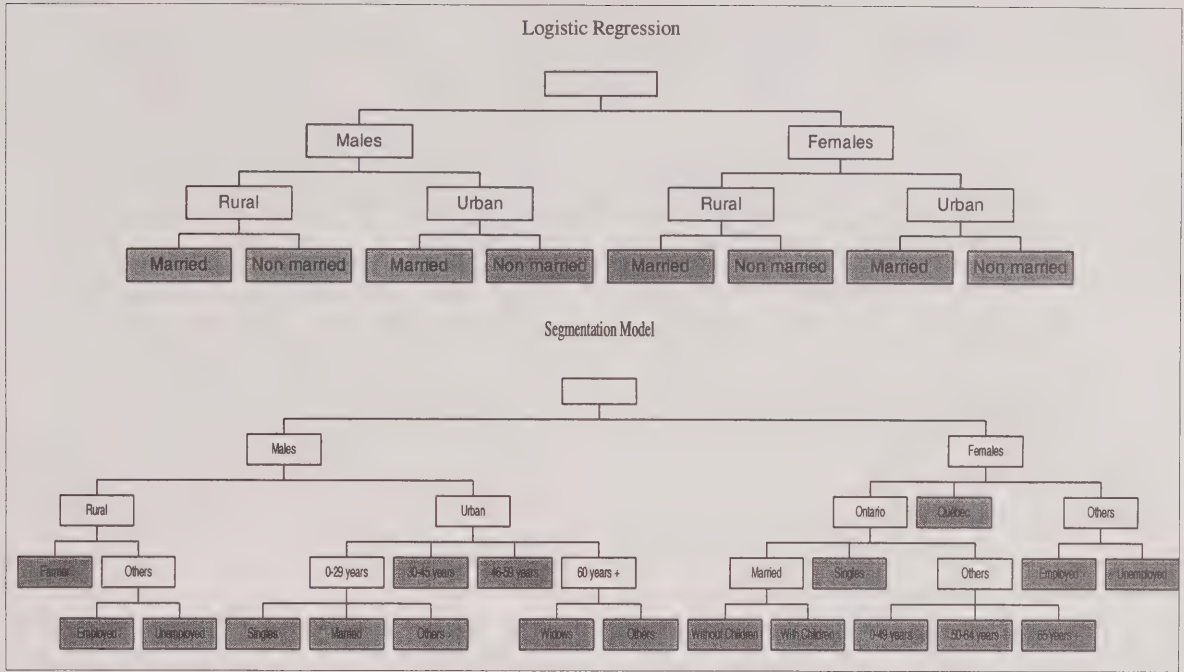 Logistic Regression
Males Females
Rural Urban Rural Urban
Married Non married Married Non married Married Non married Married Non married
Segmentation Model
Males Females
Rural Urban Ontario Québec Others
Farmer Others 0-29 years 30-45 years 46-59 years 60 years + Married Singles Others Employed Unemployed
Employed Unemployed Singles Married Others Widows Others Without Children With Children 0-49 years 50-64 years 65 years +